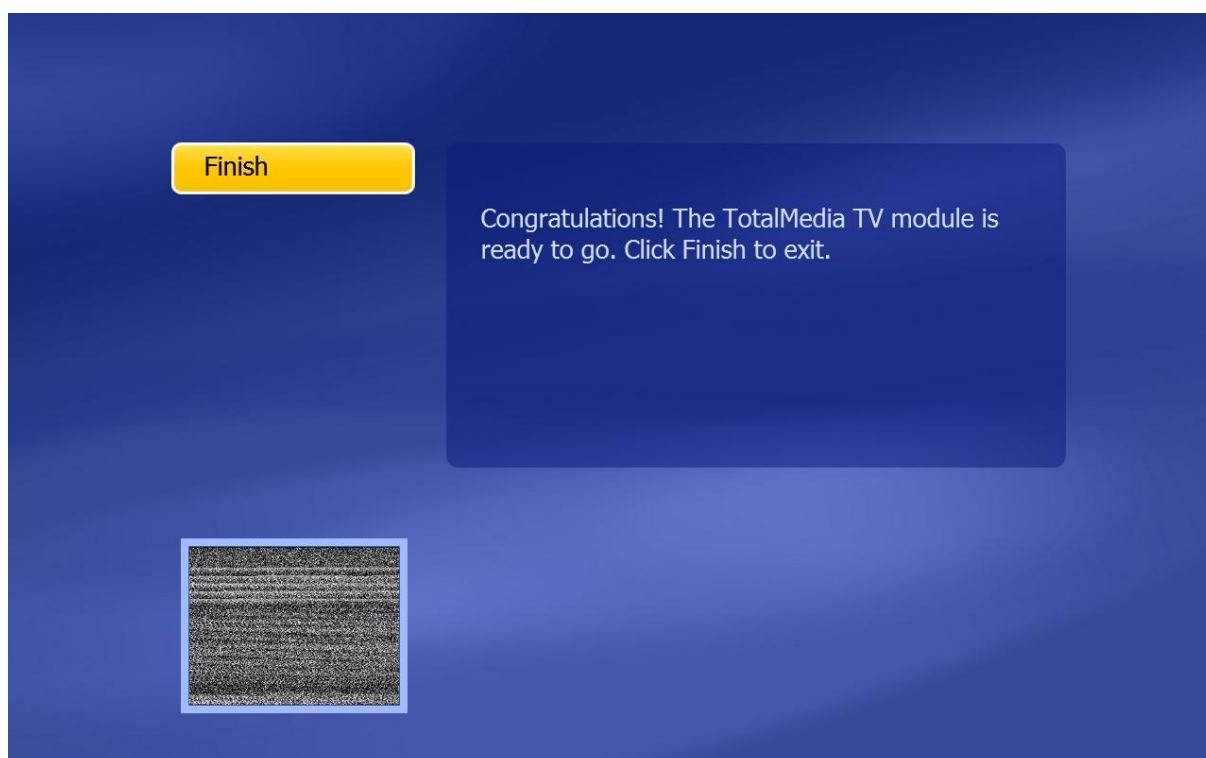 Finish
Congratulations! The TotalMedia TV module is
ready to go. Click Finish to exit.